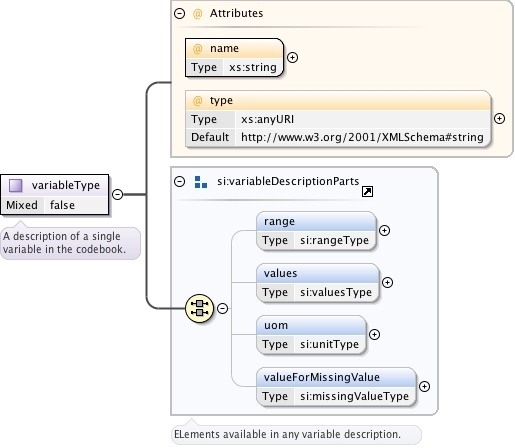 Attributes
@ name
Type xs:string
@ type
Type xs:anyURI
Default http://www.w3.org/2001/XMLSchema#string
variableType
Mixed false
A description of a single
variable in the codebook.
si:variableDescriptionParts
range
Type si:rangeType
values
Type si:valuesType
uom
Type si:unitType
valueForMissingValue
Type si:missingValueType
ELements available in any variable description.